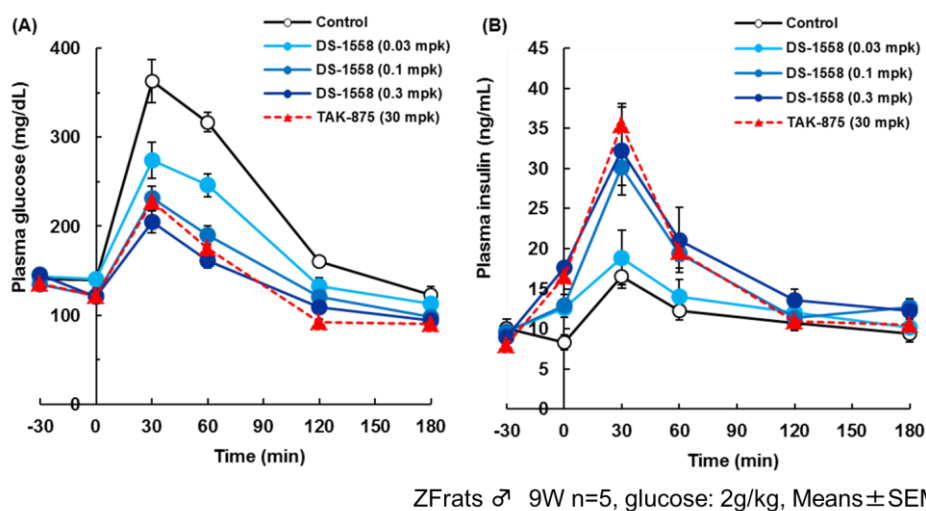 (A)
Control
DS-1558 (0.03 mpk)
DS-1558 (0.1 mpk)
DS-1558 (0.3 mpk)
TAK-875 (30 mpk)
Plasma glucose (mg/dL)
400
300
200
100
0
-30 0 30 60 90 120 150 180
Time (min)
(B)
Control
DS-1558 (0.03 mpk)
DS-1558 (0.1 mpk)
DS-1558 (0.3 mpk)
TAK-875 (30 mpk)
Plasma insulin (ng/mL)
45
40
35
30
25
20
15
10
5
0
-30 0 30 60 90 120 150 180
Time (min)
ZFrats ♂ 9W n=5, glucose: 2g/kg, Means±SEM